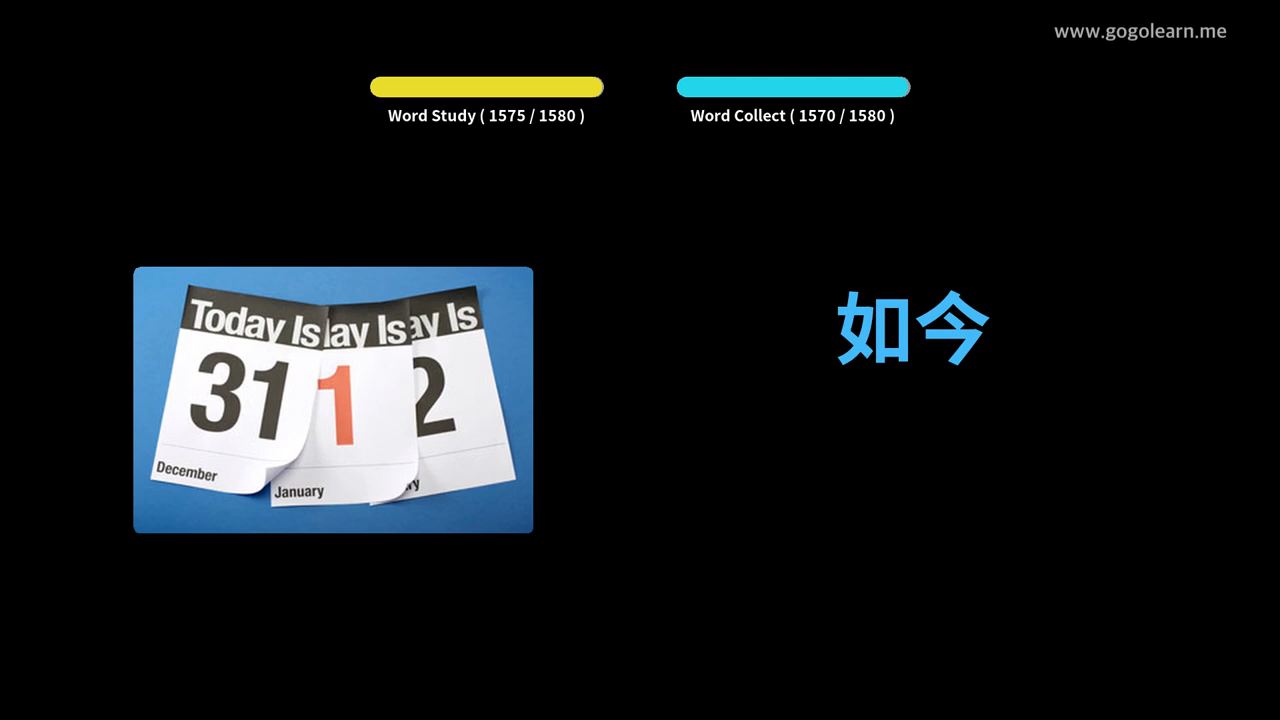 www.gogolearn.me
Word Study ( 1575 / 1580 )
Word Collect ( 1570 / 1580 )
如今
Today Is
31
December
ay Is
1
January
ay Is
2
ry